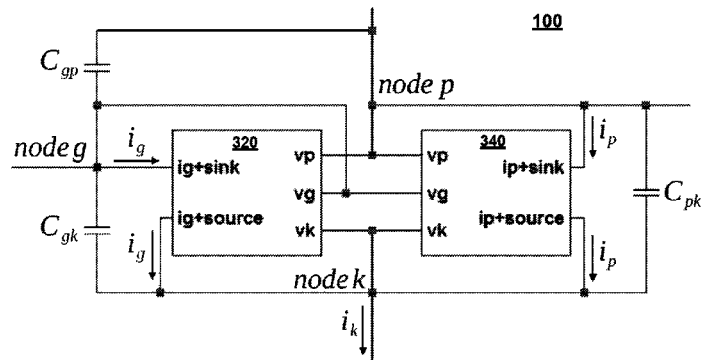 100
C_gp
node p
node g
i_g
320
340
i_p
vp
vp
ig+sink
ip+sink
vg
vg
C_pk
C_gk
ig+source
ip+source
vk
vk
i_g
i_p
node k
i_k